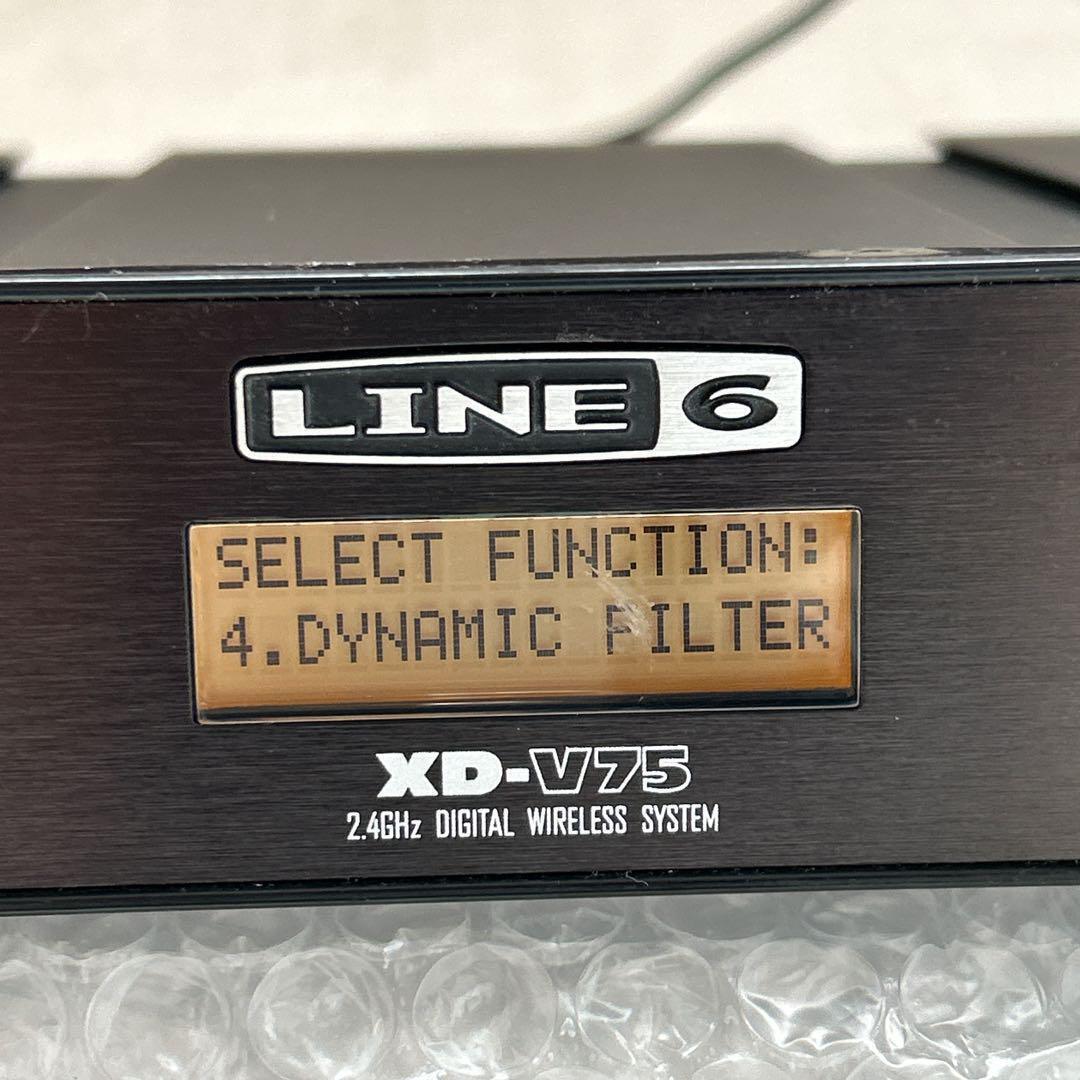 LINE 6
SELECT FUNCTION:
4.DYNAMIC FILTER
XD-V75
2.4GHz DIGITAL WIRELESS SYSTEM